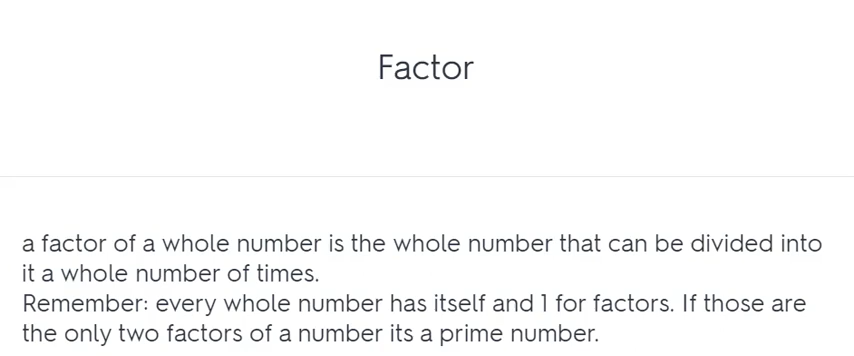 Factor
a factor of a whole number is the whole number that can be divided into
it a whole number of times.
Remember: every whole number has itself and 1 for factors. If those are
the only two factors of a number its a prime number.